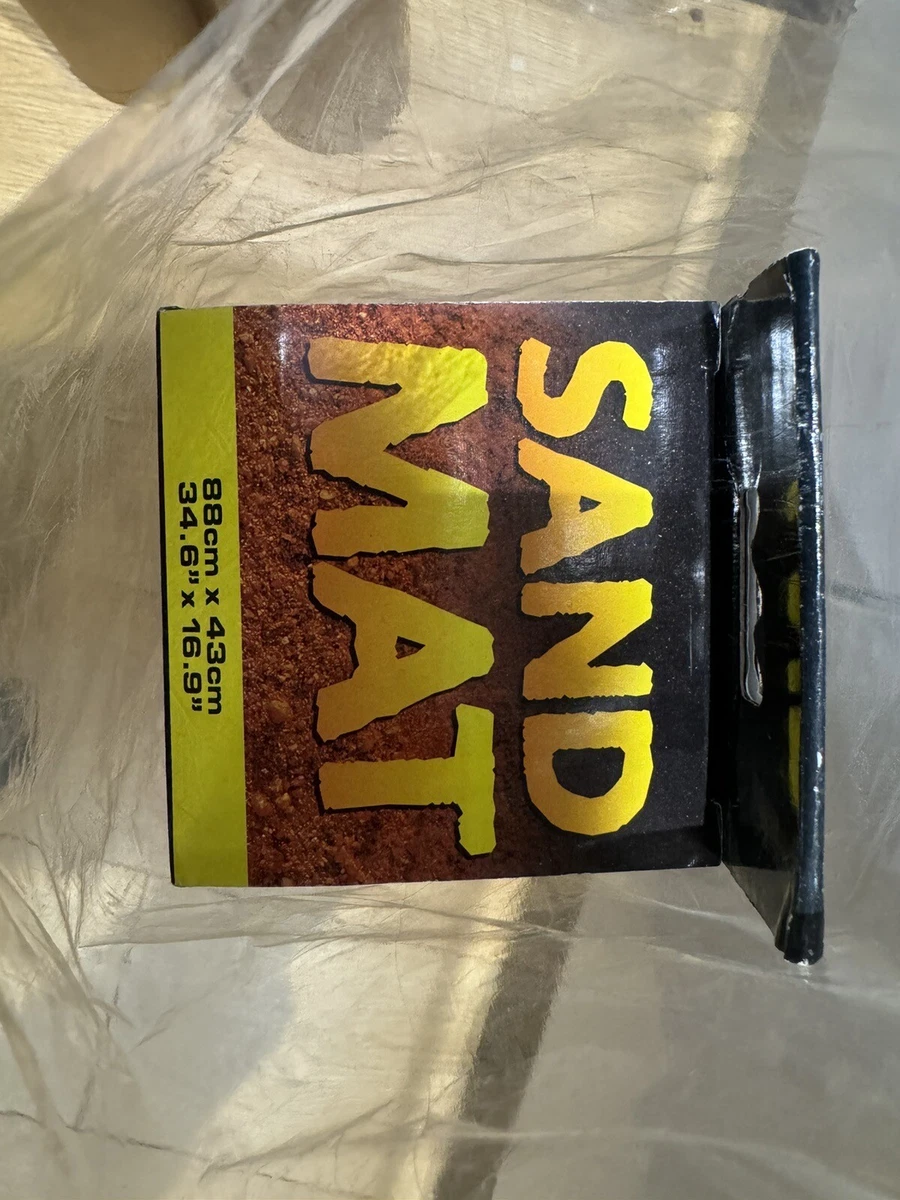 SAND
MAT
88cm x 43cm
34.6” x 16.9”